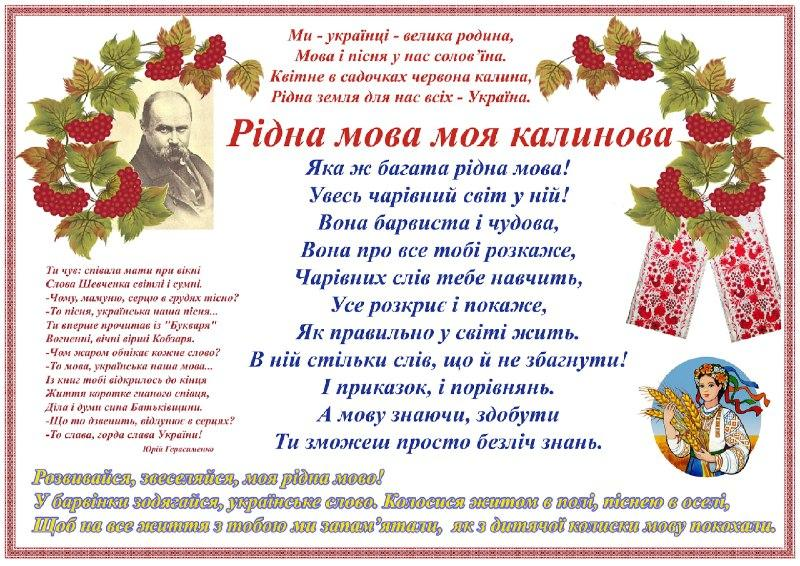 Ми - українці - велика родина,
Мова і пісня у нас солов’їна.
Квітне в садочках червона калина,
Рідна земля для нас всіх - Україна.
Рідна мова моя калинова
Яка ж багата рідна мова!
Увесь чарівний світ у ній!
Вона барвиста і чудова,
Вона про все тобі розкаже,
Чарівних слів тебе навчить,
Усе розкриє і покаже,
Як правильно у світі жить.
В ній стільки слів, що й не збагнути!
І приказок, і порівнянь.
А мову знаючи, здобути
Ти зможеш просто безліч знань.
Ти чув: співала мати при вікні
Слова Шевченка світлі і сумні.
-Чому, мамуню, серцю в грудях тісно?
-То пісня, українська наша пісня...
Ти вперше прочитав із "Букваря"
Вогненні, вічні вірші Кобзаря.
-Чом жаром обпікає кожне слово?
-То мова, українська наша мова...
Із книг тобі відкрилось до кінця
Життя коротке гнаного співця,
Діла і думи сина Батьківщини.
-Що то дзвенить, відлунює в серцях?
-То слава, горда слава України!
Юрій Герасименко
Розвивайся, звеселяйся, моя рідна мово!
У барвінки зодягайся, українське слово. Колосися житом в полі, піснею в оселі,
Щоб на все життя з тобою ми запам’ятали, як з дитячої колиски мову покохали.